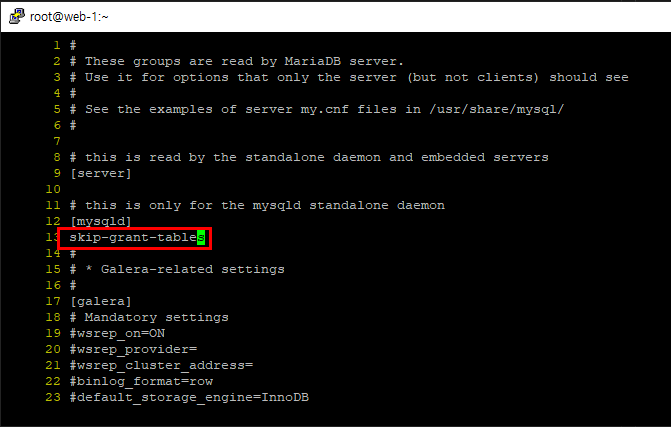 root@web-1:~
1 #
2 # These groups are read by MariaDB server.
3 # Use it for options that only the server (but not clients) should see
4 #
5 # See the examples of server my.cnf files in /usr/share/mysql/
6 #
7
8 # this is read by the standalone daemon and embedded servers
9 [server]
10
11 # this is only for the mysqld standalone daemon
12 [mysqld]
13 skip-grant-tables
14 #
15 # * Galera-related settings
16 #
17 [galera]
18 # Mandatory settings
19 #wsrep_on=ON
20 #wsrep_provider=
21 #wsrep_cluster_address=
22 #binlog_format=row
23 #default_storage_engine=InnoDB